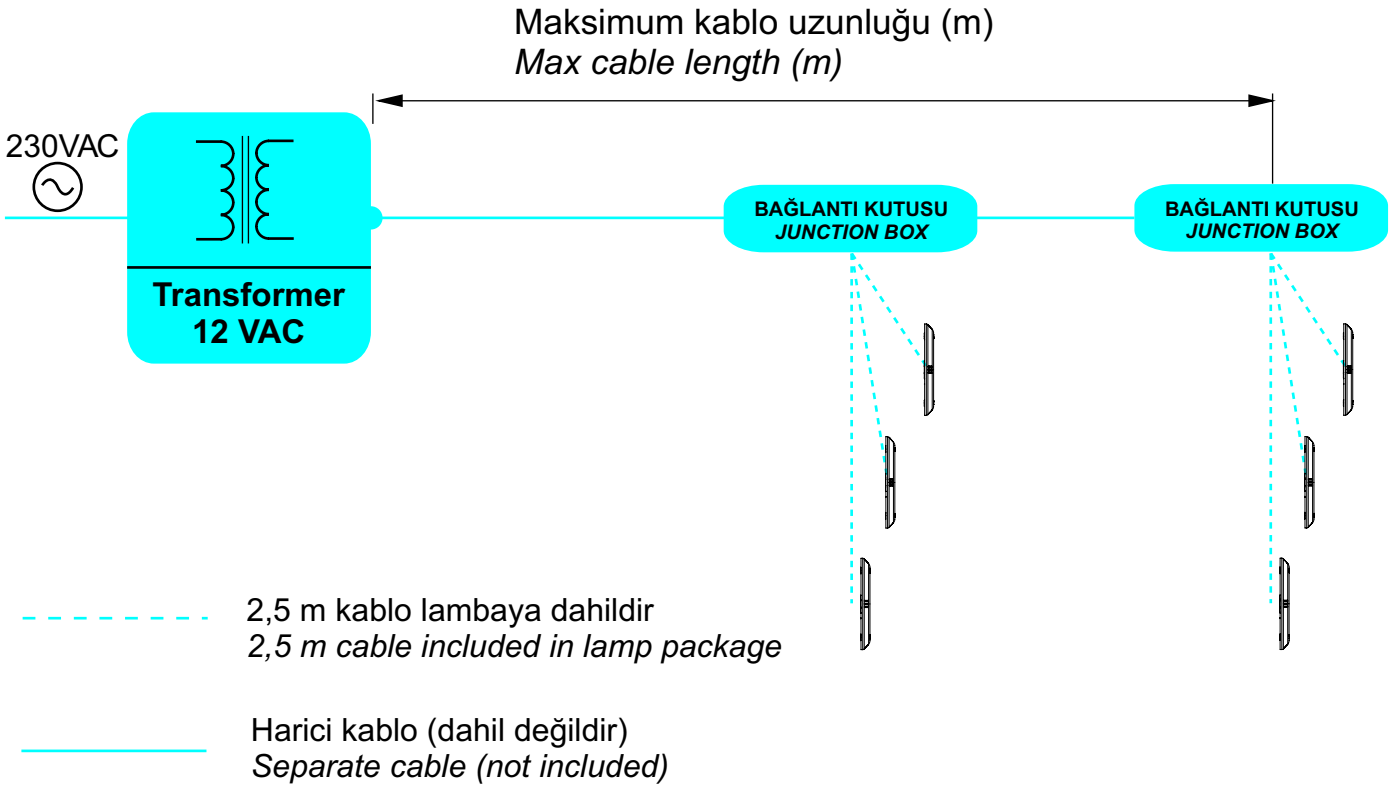 Maksimum kablo uzunluğu (m)
Max cable length (m)
230VAC
BAĞLANTI KUTUSU
JUNCTION BOX
BAĞLANTI KUTUSU
JUNCTION BOX
Transformer
12 VAC
2,5 m kablo lambaya dahildir
2,5 m cable included in lamp package
Harici kablo (dahil değildir)
Separate cable (not included)